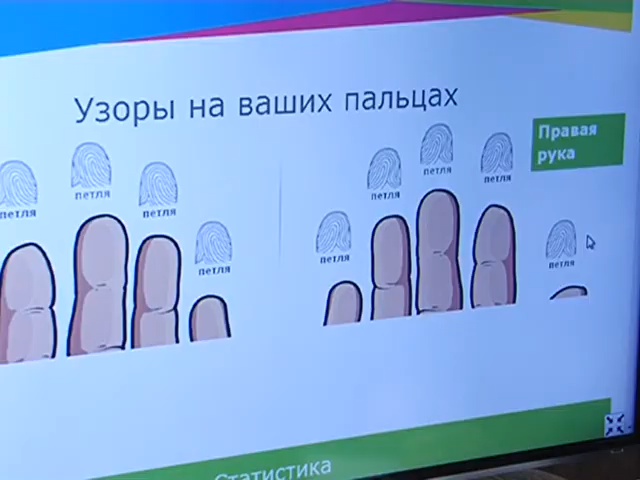 Узоры на ваших пальцах
Правая
рука
петля
петля
петля
петля
петля
петля
петля
петля
петля
Статистика